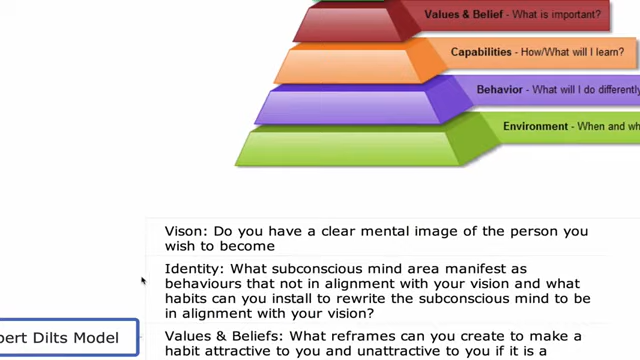 Values & Belief - What is important?
Capabilities - How/What will I learn?
Behavior - What will I do differently
Environment - When and
Vison: Do you have a clear mental image of the person you
wish to become
Identity: What subconscious mind area manifest as
behaviours that not in alignment with your vision and what
habits can you install to rewrite the subconscious mind to be
in alignment with your vision?
Dilts Model
Values & Beliefs: What reframes can you create to make a
habit attractive to you and unattractive to you if it is a